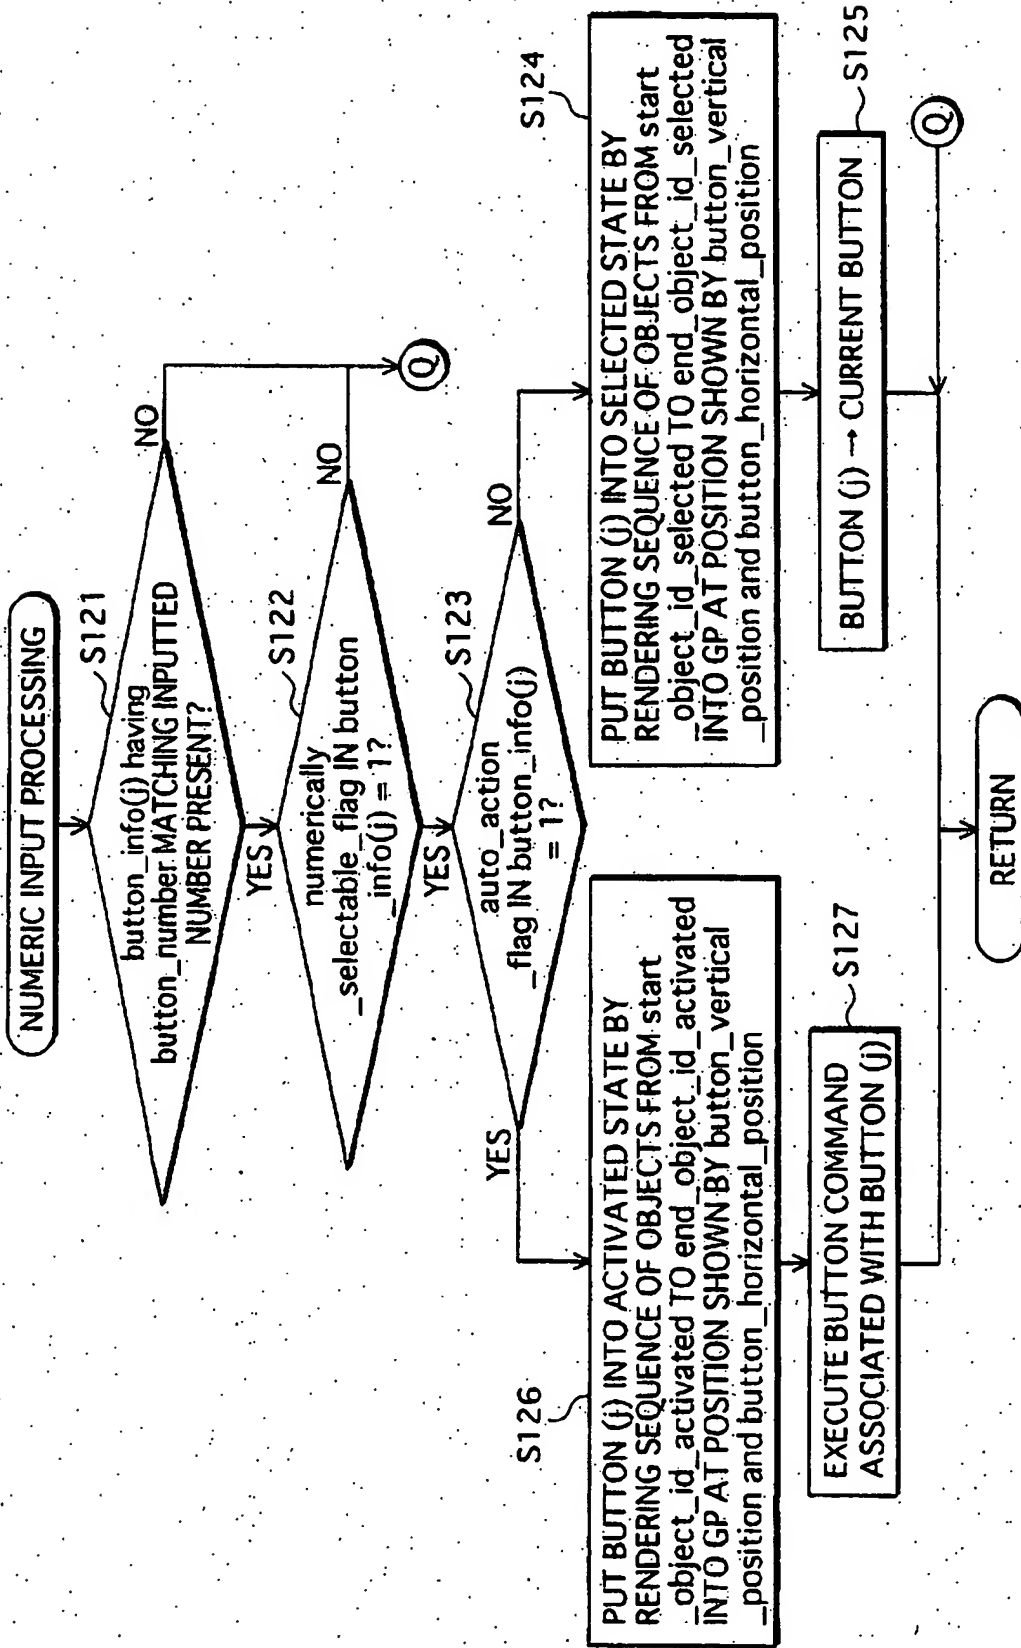 NUMERIC INPUT PROCESSING
S121
button_info(j) having
button_number MATCHING INPUTTED
NUMBER PRESENT?
NO
YES
S122
numerically
_selectable_flag IN button
_info(j) = 1?
NO
Q
YES
S123
auto_action
_flag IN button_info(j)
= 1?
YES
NO
S126
PUT BUTTON (j) INTO ACTIVATED STATE BY
RENDERING SEQUENCE OF OBJECTS FROM start
_object_id_activated TO end_object_id_activated
INTO GP AT POSITION SHOWN BY button_vertical
_position and button_horizontal_position
S124
PUT BUTTON (j) INTO SELECTED STATE BY
RENDERING SEQUENCE OF OBJECTS FROM start
_object_id_selected TO end_object_id_selected
INTO GP AT POSITION SHOWN BY button_vertical
_position and button_horizontal_position
S127
EXECUTE BUTTON COMMAND
ASSOCIATED WITH BUTTON (j)
S125
BUTTON (j) → CURRENT BUTTON
Q
RETURN